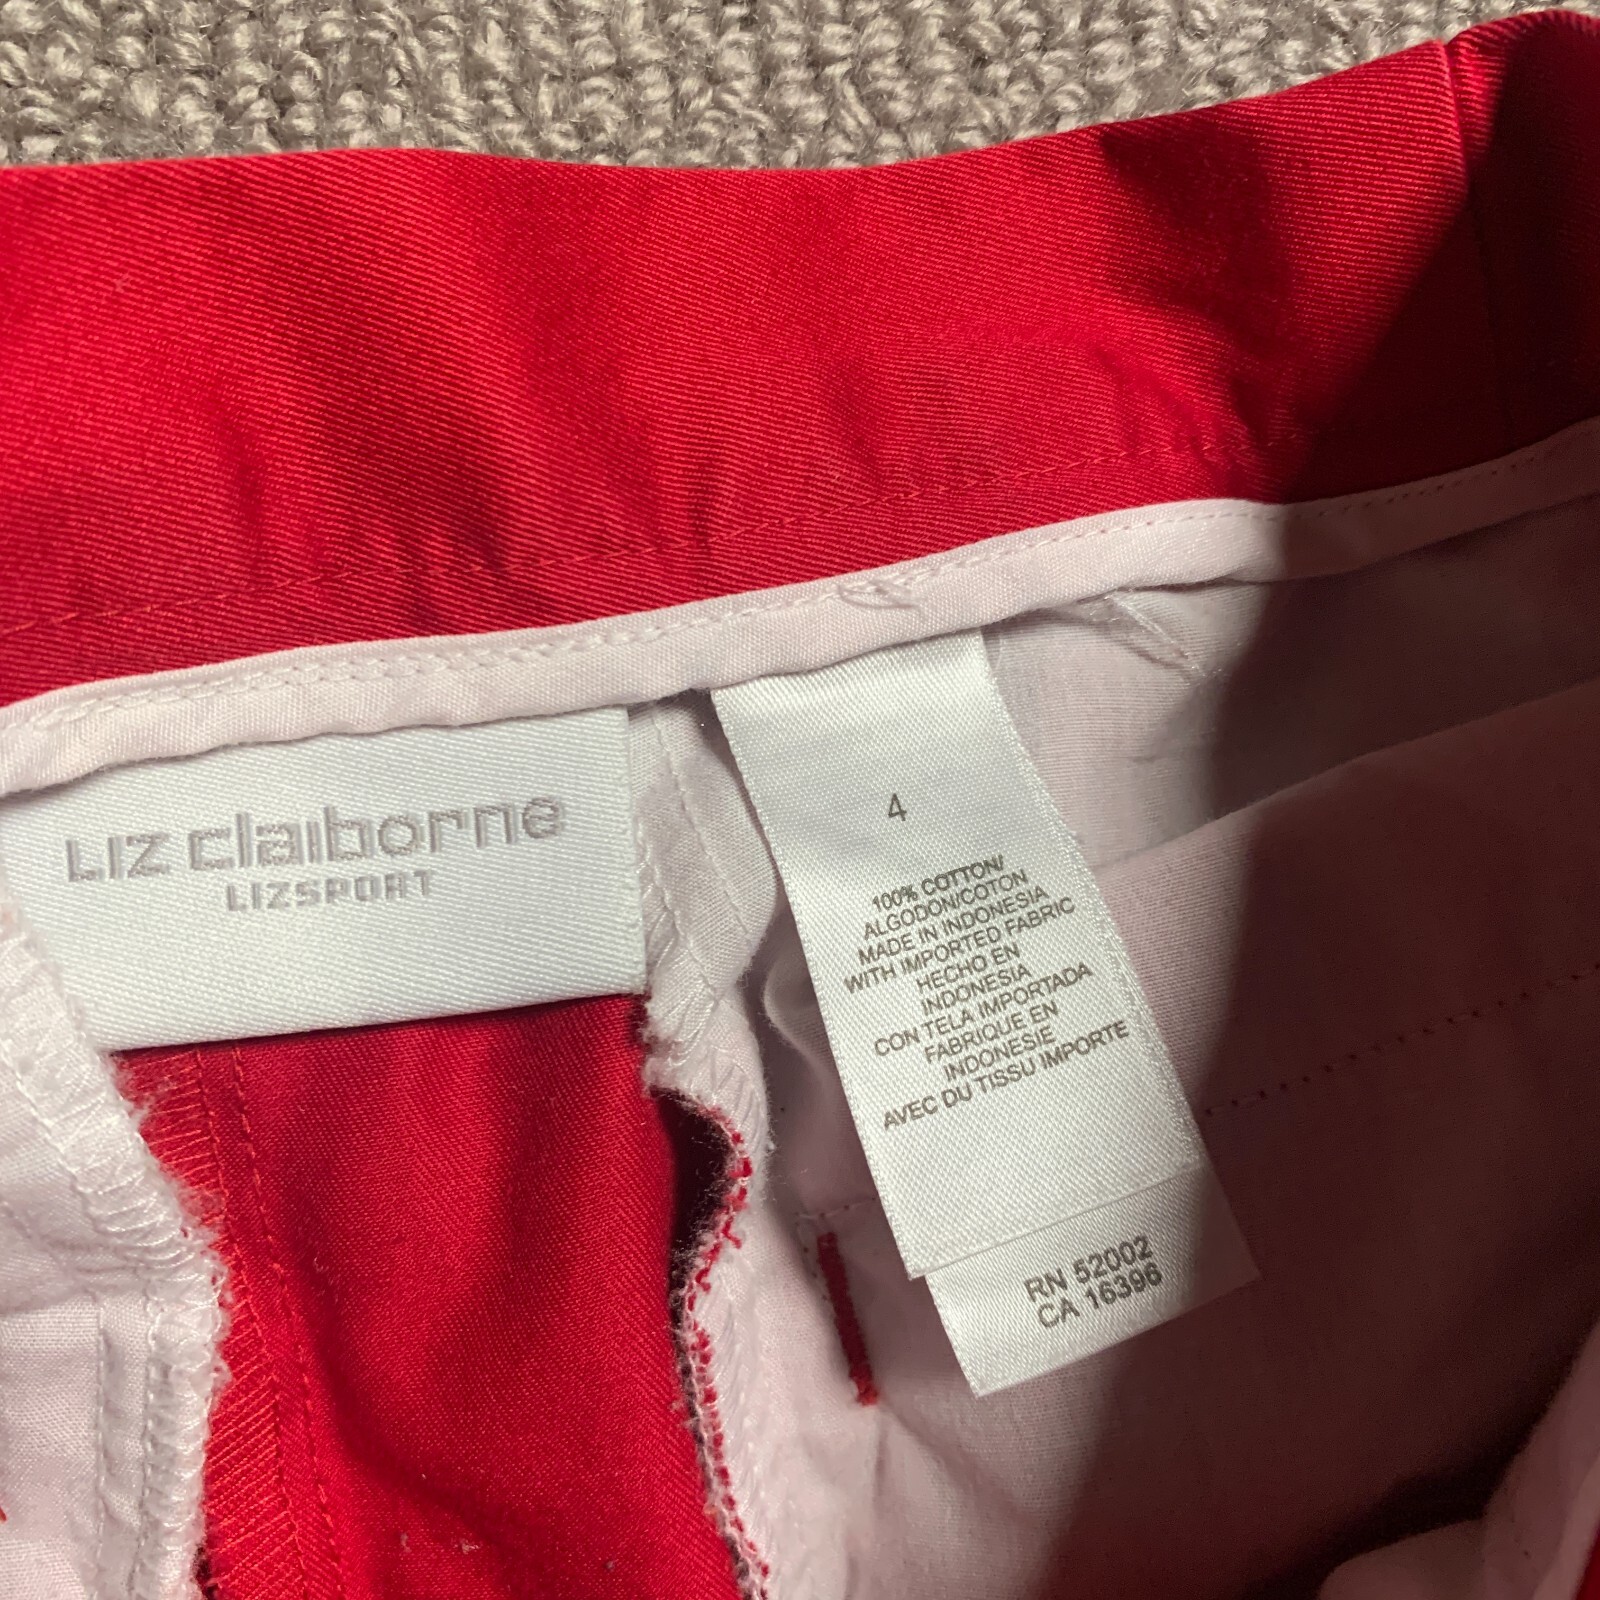 LIZ claiborne
LIZSPORT
4
100% COTTON/
ALGODON/COTON
MADE IN INDONESIA
WITH IMPORTED FABRIC
HECHO EN
INDONESIA
CON TELA IMPORTADA
FABRIQUE EN
INDONESIE
AVEC DU TISSU IMPORTE
RN 52002
CA 16396